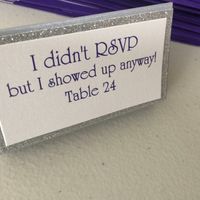 I didn't RSVP
but I showed up anyway!
Table 24